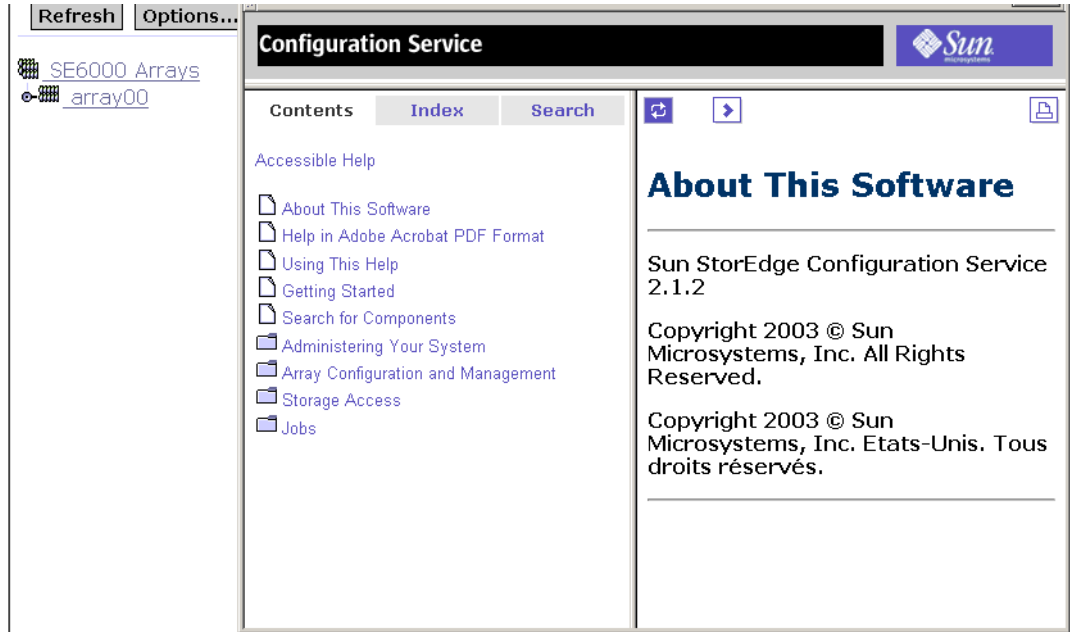 Refresh Options...
SE6000 Arrays
array00
Configuration Service
Sun
microsystems
Contents Index Search
Accessible Help
About This Software
Help in Adobe Acrobat PDF Format
Using This Help
Getting Started
Search for Components
Administering Your System
Array Configuration and Management
Storage Access
Jobs
About This Software
Sun StorEdge Configuration Service
2.1.2
Copyright 2003 © Sun
Microsystems, Inc. All Rights
Reserved.
Copyright 2003 © Sun
Microsystems, Inc. Etats-Unis. Tous
droits réservés.